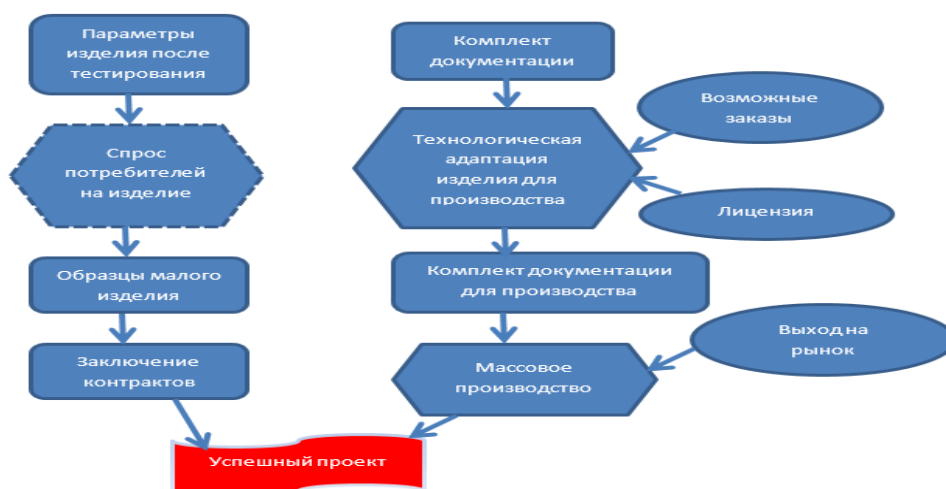 Параметры
изделия после
тестирования
Спрос
потребителей
на изделие
Образцы малого
изделия
Заключение
контрактов
Комплект
документации
Технологическая
адаптация
изделия для
производства
Возможные
заказы
Лицензия
Комплект документации
для производства
Массовое
производство
Выход на
рынок
Успешный проект